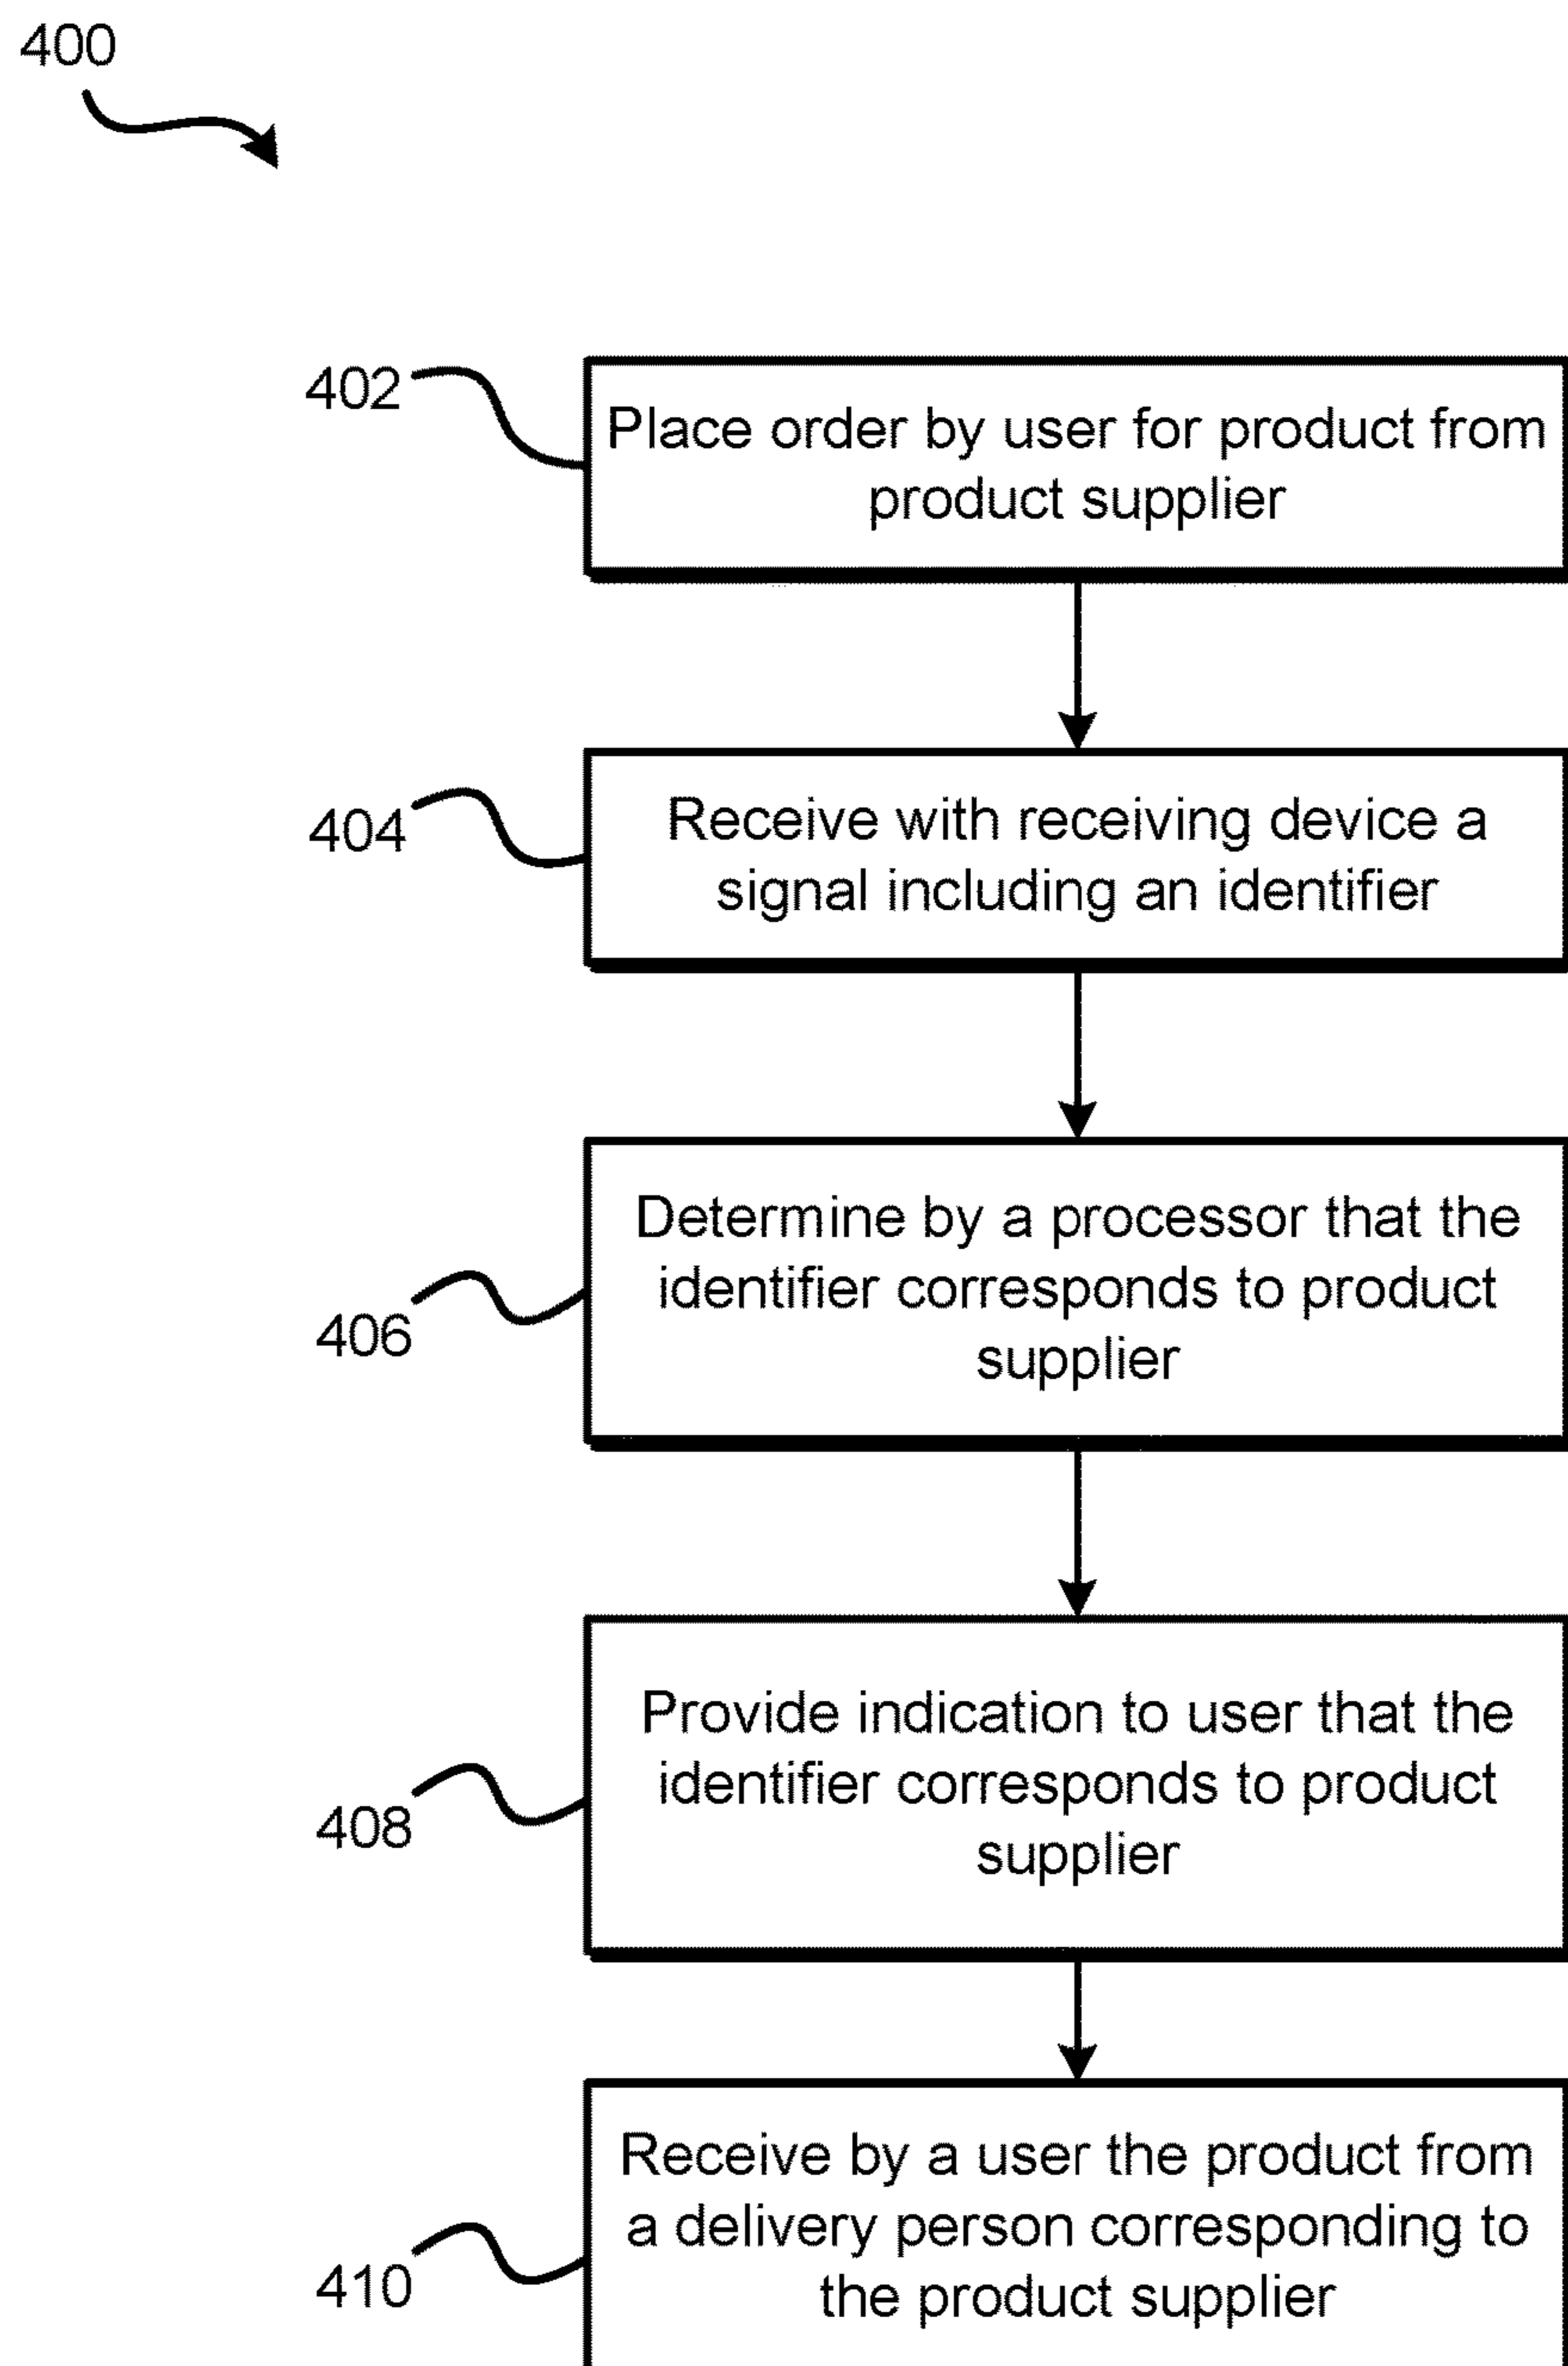 400
402
Place order by user for product from
product supplier
404
Receive with receiving device a
signal including an identifier
406
Determine by a processor that the
identifier corresponds to product
supplier
408
Provide indication to user that the
identifier corresponds to product
supplier
410
Receive by a user the product from
a delivery person corresponding to
the product supplier